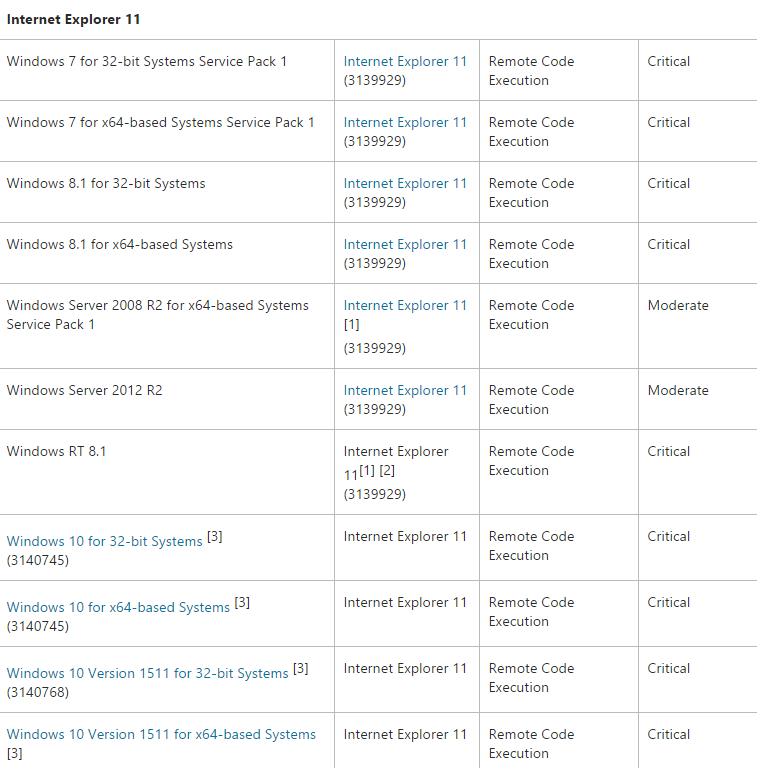 Internet Explorer 11
Windows 7 for 32-bit Systems Service Pack 1
Internet Explorer 11
(3139929)
Remote Code
Execution
Critical
Windows 7 for x64-based Systems Service Pack 1
Internet Explorer 11
(3139929)
Remote Code
Execution
Critical
Windows 8.1 for 32-bit Systems
Internet Explorer 11
(3139929)
Remote Code
Execution
Critical
Windows 8.1 for x64-based Systems
Internet Explorer 11
(3139929)
Remote Code
Execution
Critical
Windows Server 2008 R2 for x64-based Systems
Service Pack 1
Internet Explorer 11
[1]
(3139929)
Remote Code
Execution
Moderate
Windows Server 2012 R2
Internet Explorer 11
(3139929)
Remote Code
Execution
Moderate
Windows RT 8.1
Internet Explorer
11[1] [2]
(3139929)
Remote Code
Execution
Critical
Windows 10 for 32-bit Systems [3]
(3140745)
Internet Explorer 11
Remote Code
Execution
Critical
Windows 10 for x64-based Systems [3]
(3140745)
Internet Explorer 11
Remote Code
Execution
Critical
Windows 10 Version 1511 for 32-bit Systems [3]
(3140768)
Internet Explorer 11
Remote Code
Execution
Critical
Windows 10 Version 1511 for x64-based Systems
[3]
Internet Explorer 11
Remote Code
Execution
Critical